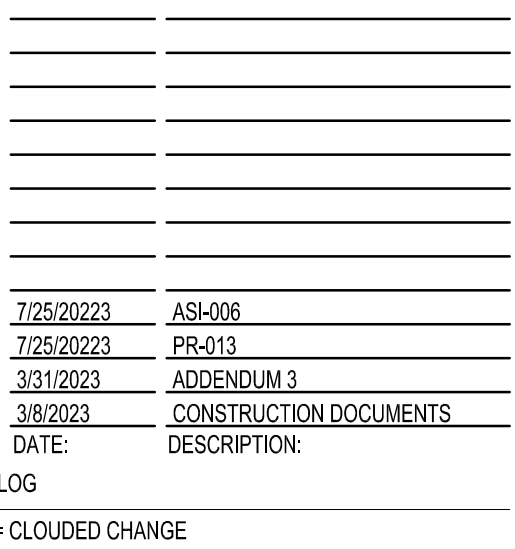 7/25/20223 ASI-006
7/25/20223 PR-013
3/31/2023 ADDENDUM 3
3/8/2023 CONSTRUCTION DOCUMENTS
DATE: DESCRIPTION:
LOG
= CLOUDED CHANGE